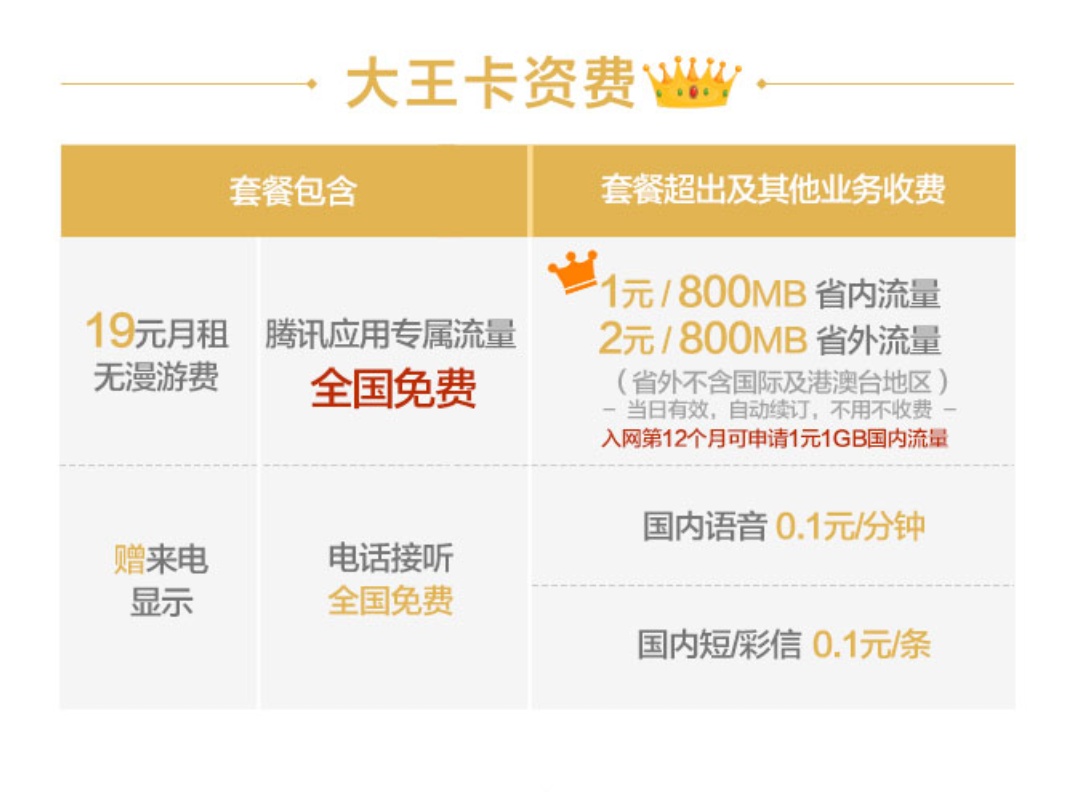 大王卡资费
套餐包含
套餐超出及其他业务收费
19元月租
无漫游费
腾讯应用专属流量
全国免费
1元/800MB 省内流量
2元/800MB 省外流量
（省外不含国际及港澳台地区）
– 当日有效，自动续订，不用不收费 –
入网第12个月可申请1元1GB国内流量
赠来电
显示
电话接听
全国免费
国内语音 0.1元/分钟
国内短/彩信 0.1元/条